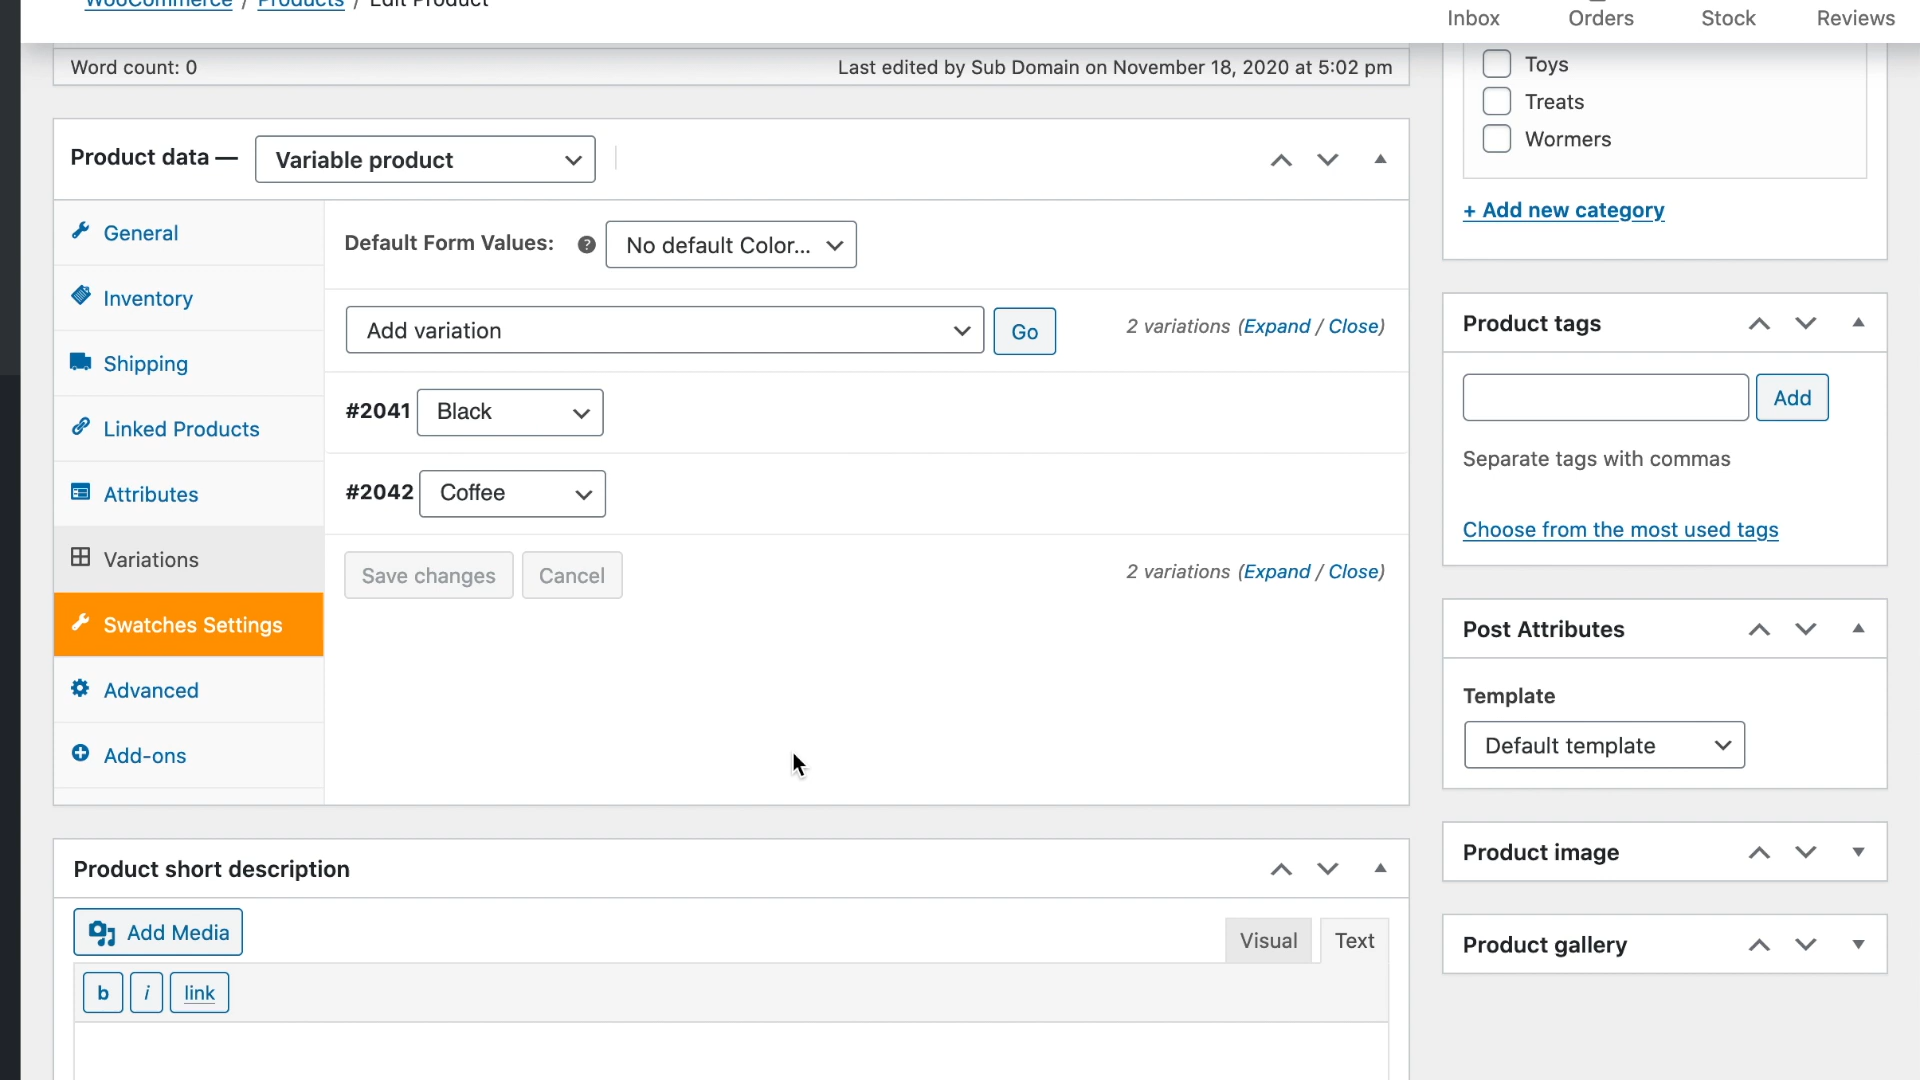 WooCommerce / Products / Edit Product
Inbox
Orders
Stock
Reviews
Word count: 0
Last edited by Sub Domain on November 18, 2020 at 5:02 pm
Toys
Treats
Wormers
+ Add new category
Product data — Variable product
General
Inventory
Shipping
Linked Products
Attributes
Variations
Swatches Settings
Advanced
Add-ons
Default Form Values: ? No default Color...
Add variation
Go
2 variations (Expand / Close)
#2041 Black
#2042 Coffee
Save changes
Cancel
2 variations (Expand / Close)
Product tags
Add
Separate tags with commas
Choose from the most used tags
Post Attributes
Template
Default template
Product image
Product gallery
Product short description
Add Media
Visual
Text
b
i
link